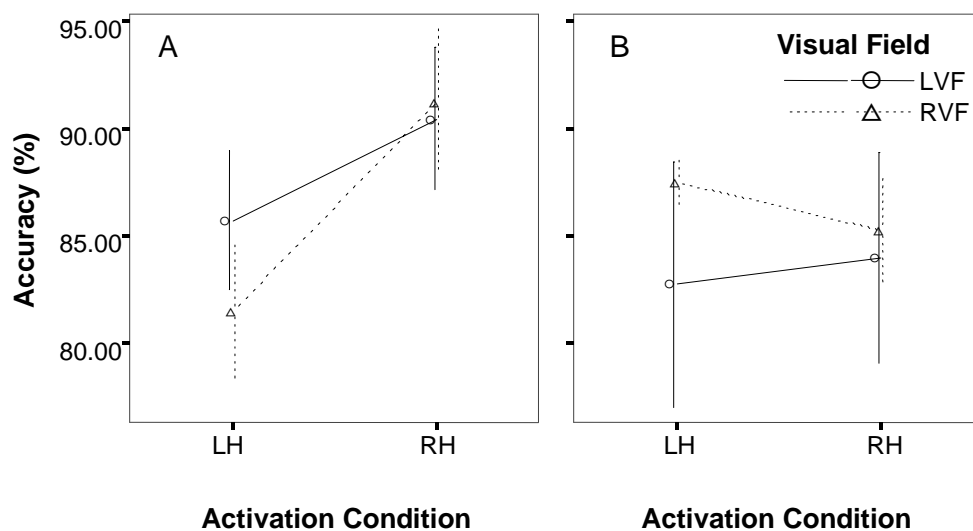 95.00
90.00
85.00
80.00
Accuracy (%)
A
LH
RH
Activation Condition
B
Visual Field
LVF
RVF
LH
RH
Activation Condition